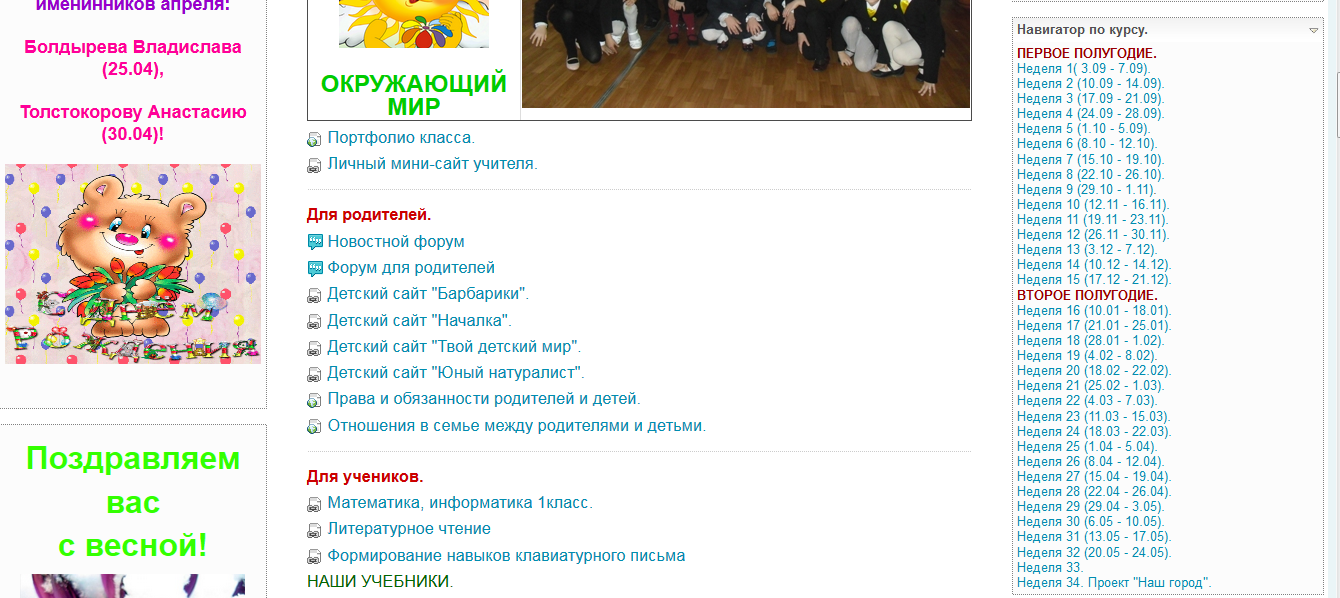 именинников апреля:
Болдырева Владислава
(25.04),
Толстокорову Анастасию
(30.04)!
С Днем
Рождения
Поздравляем
вас
с весной!
ОКРУЖАЮЩИЙ
МИР
Портфолио класса.
Личный мини-сайт учителя.
Для родителей.
Новостной форум
Форум для родителей
Детский сайт "Барбарики".
Детский сайт "Началка".
Детский сайт "Твой детский мир".
Детский сайт "Юный натуралист".
Права и обязанности родителей и детей.
Отношения в семье между родителями и детьми.
Для учеников.
Математика, информатика 1класс.
Литературное чтение
Формирование навыков клавиатурного письма
НАШИ УЧЕБНИКИ.
Навигатор по курсу.
ПЕРВОЕ ПОЛУГОДИЕ.
Неделя 1( 3.09 - 7.09).
Неделя 2 (10.09 - 14.09).
Неделя 3 (17.09 - 21.09).
Неделя 4 (24.09 - 28.09).
Неделя 5 (1.10 - 5.09).
Неделя 6 (8.10 - 12.10).
Неделя 7 (15.10 - 19.10).
Неделя 8 (22.10 - 26.10).
Неделя 9 (29.10 - 1.11).
Неделя 10 (12.11 - 16.11).
Неделя 11 (19.11 - 23.11).
Неделя 12 (26.11 - 30.11).
Неделя 13 (3.12 - 7.12).
Неделя 14 (10.12 - 14.12).
Неделя 15 (17.12 - 21.12).
ВТОРОЕ ПОЛУГОДИЕ.
Неделя 16 (10.01 - 18.01).
Неделя 17 (21.01 - 25.01).
Неделя 18 (28.01 - 1.02).
Неделя 19 (4.02 - 8.02).
Неделя 20 (18.02 - 22.02).
Неделя 21 (25.02 - 1.03).
Неделя 22 (4.03 - 7.03).
Неделя 23 (11.03 - 15.03).
Неделя 24 (18.03 - 22.03).
Неделя 25 (1.04 - 5.04).
Неделя 26 (8.04 - 12.04).
Неделя 27 (15.04 - 19.04).
Неделя 28 (22.04 - 26.04).
Неделя 29 (29.04 - 3.05).
Неделя 30 (6.05 - 10.05).
Неделя 31 (13.05 - 17.05).
Неделя 32 (20.05 - 24.05).
Неделя 33.
Неделя 34. Проект "Наш город".